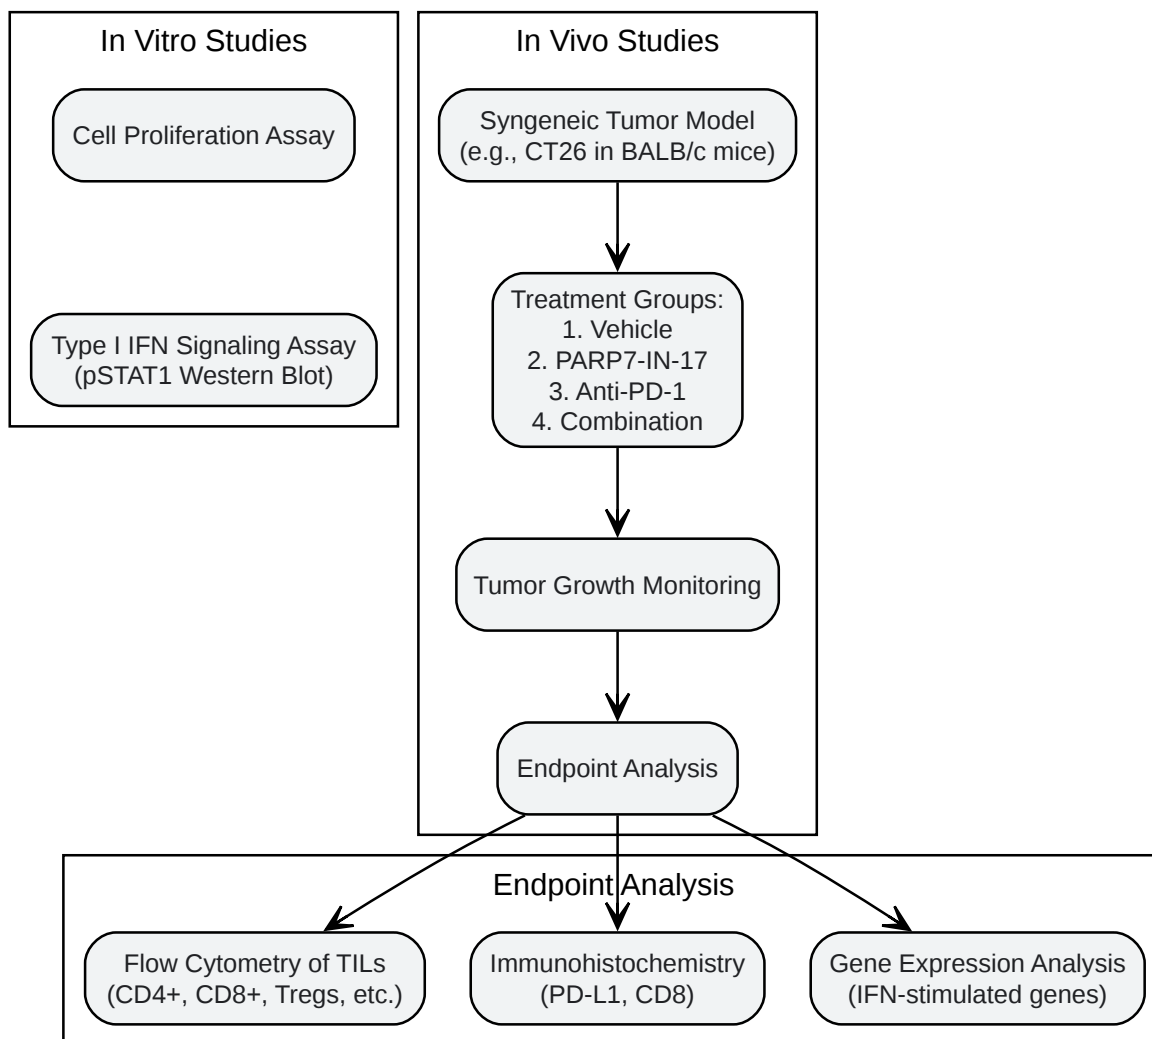 In Vitro Studies
Cell Proliferation Assay
Type I IFN Signaling Assay
(pSTAT1 Western Blot)
In Vivo Studies
Syngeneic Tumor Model
(e.g., CT26 in BALB/c mice)
Treatment Groups:
1. Vehicle
2. PARP7-IN-17
3. Anti-PD-1
4. Combination
Tumor Growth Monitoring
Endpoint Analysis
Endpoint Analysis
Flow Cytometry of TILs
(CD4+, CD8+, Tregs, etc.)
Immunohistochemistry
(PD-L1, CD8)
Gene Expression Analysis
(IFN-stimulated genes)